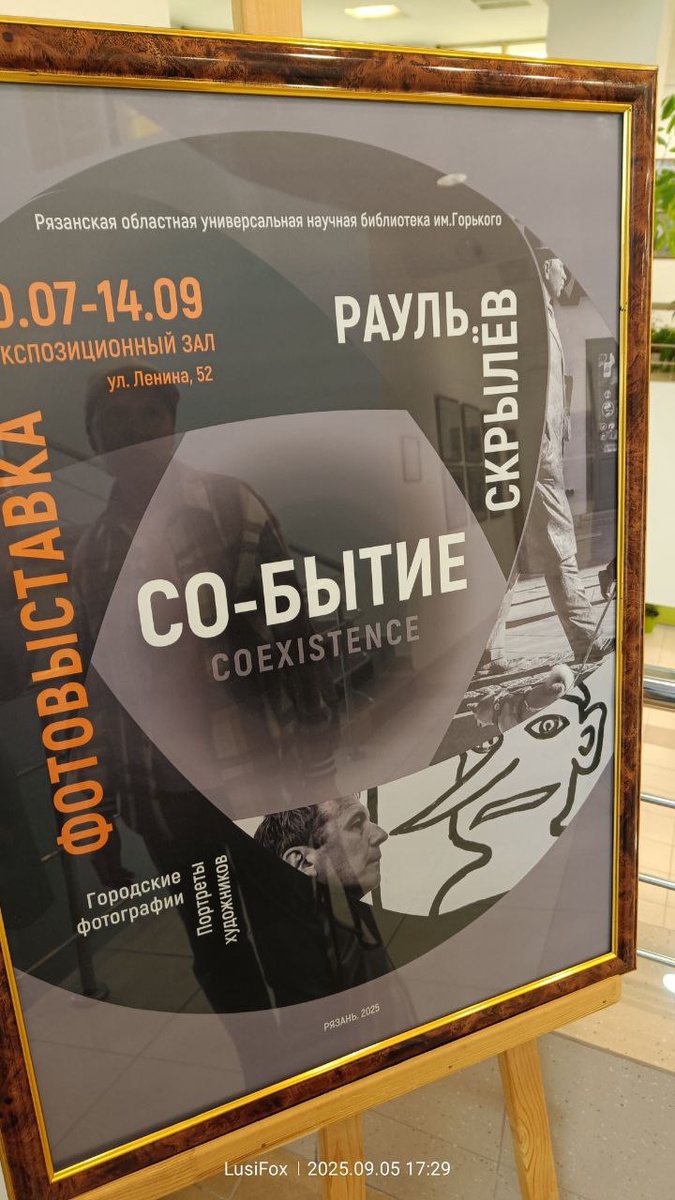 Рязанская областная универсальная научная библиотека им.Горького
0.07-14.09
КСПОЗИЦИОННЫЙ ЗАЛ
ул. Ленина, 52
РАУЛЬ
СКРЫЛЁВ
ФОТОВЫСТАВКА
СО-БЫТИЕ
COEXISTENCE
Городские
фотографии
Портреты
художников
РЯЗАНЬ. 2025
LusiFox | 2025.09.05 17:29